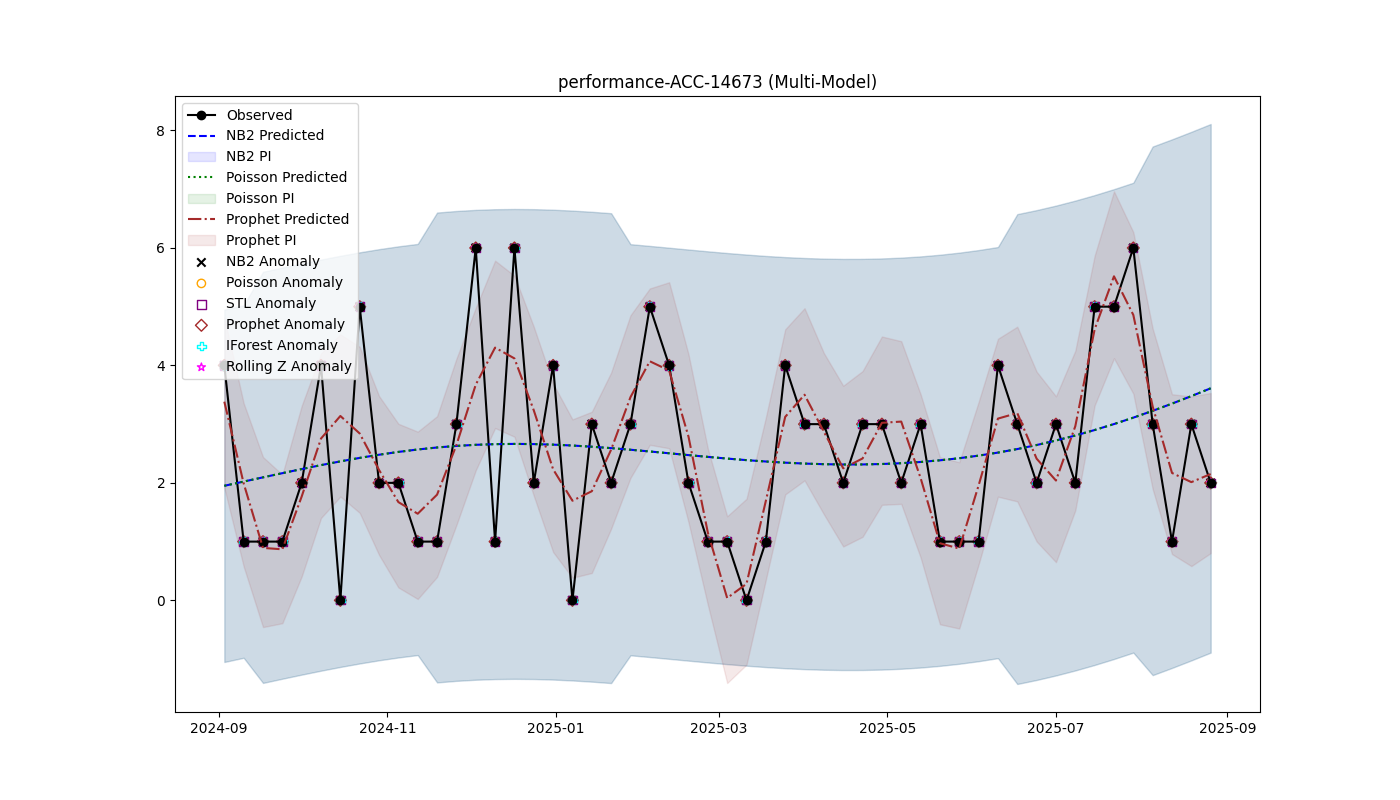 performance-ACC-14673 (Multi-Model)
Observed
NB2 Predicted
NB2 PI
Poisson Predicted
Poisson PI
Prophet Predicted
Prophet PI
NB2 Anomaly
Poisson Anomaly
STL Anomaly
Prophet Anomaly
IForest Anomaly
Rolling Z Anomaly
8
6
4
2
0
2024-09 2024-11 2025-01 2025-03 2025-05 2025-07 2025-09